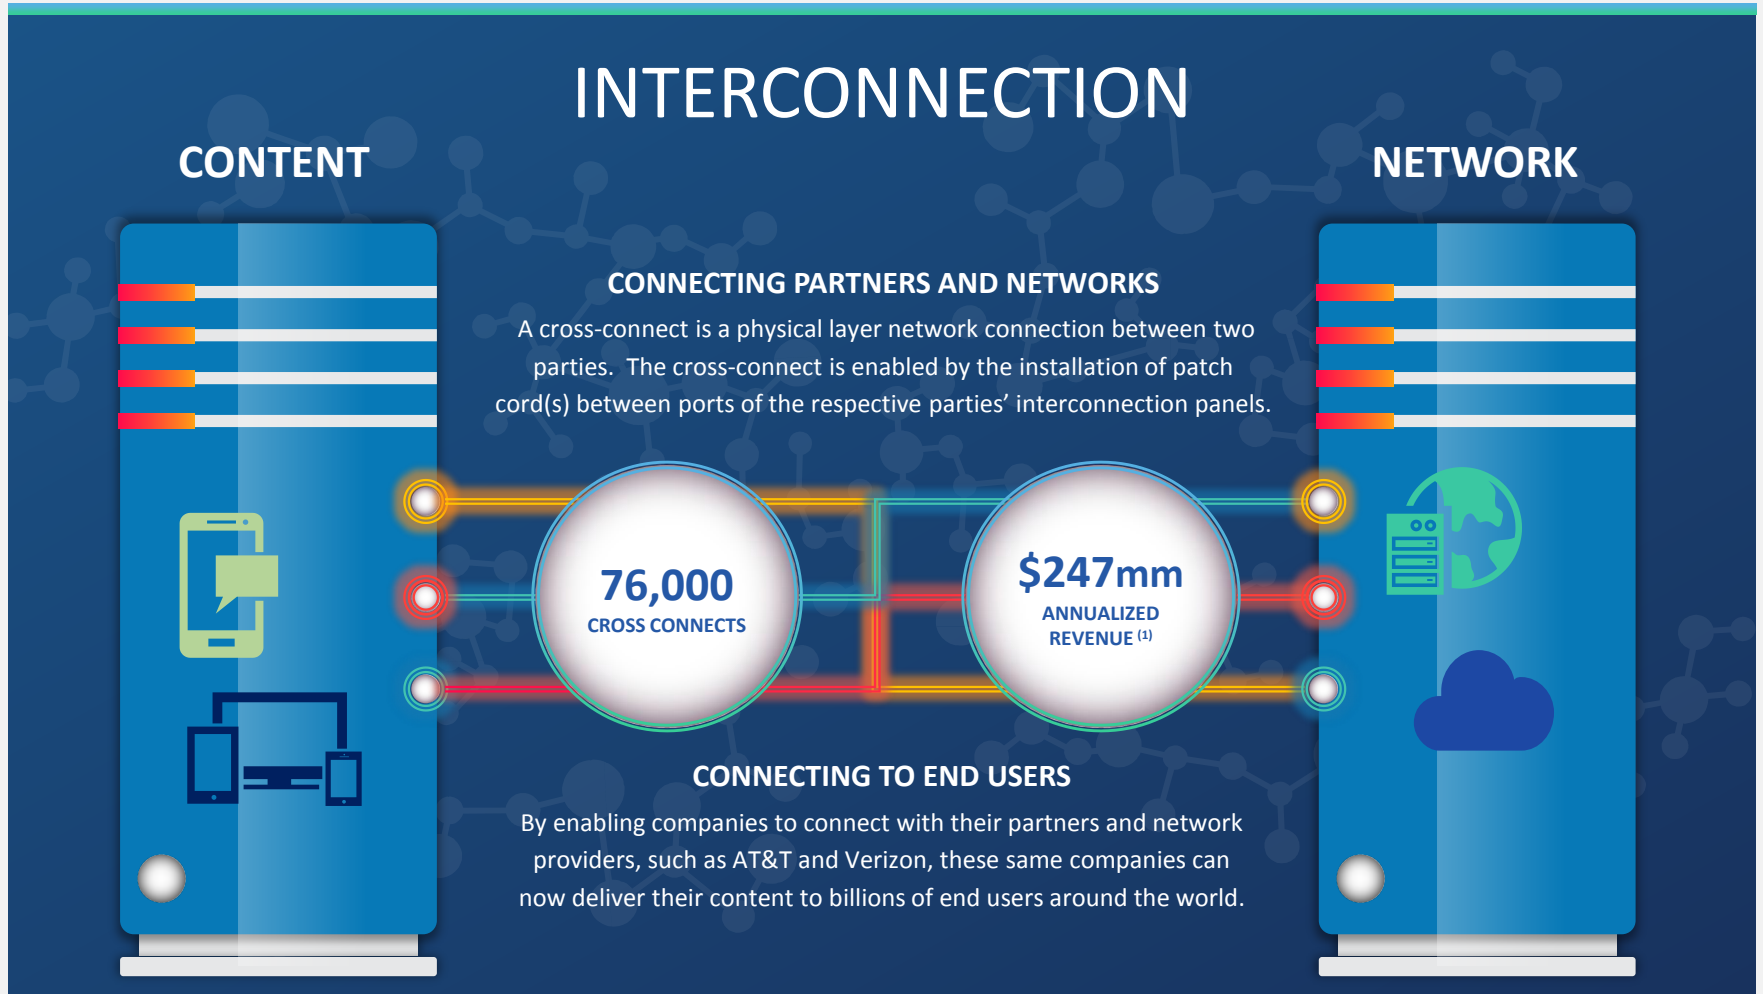 INTERCONNECTION
CONTENT
NETWORK
CONNECTING PARTNERS AND NETWORKS
A cross-connect is a physical layer network connection between two
parties.  The cross-connect is enabled by the installation of patch
cord(s) between ports of the respective parties’ interconnection panels.
76,000
CROSS CONNECTS
$247mm
ANNUALIZED
REVENUE (1)
CONNECTING TO END USERS
By enabling companies to connect with their partners and network
providers, such as AT&T and Verizon, these same companies can
now deliver their content to billions of end users around the world.